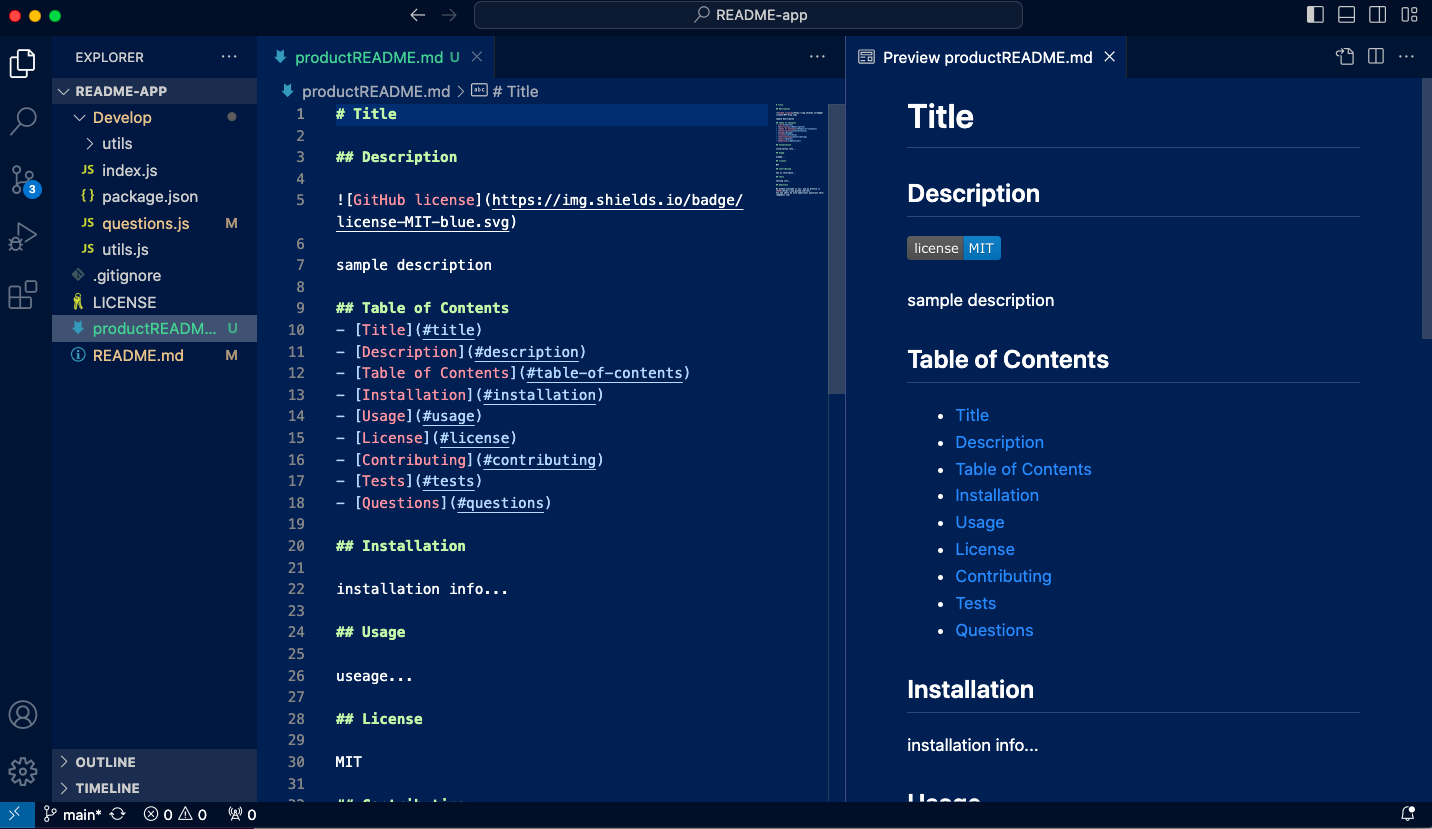 README-app
EXPLORER
README-APP
Develop
utils
JS index.js
{} package.json
JS questions.js M
JS utils.js
.gitignore
LICENSE
productREADM... U
README.md M
OUTLINE
TIMELINE
productREADME.md U
productREADME.md > abc # Title
1 # Title
2
3 ## Description
4
5 ![GitHub license](https://img.shields.io/badge/
license-MIT-blue.svg)
6
7 sample description
8
9 ## Table of Contents
10 - [Title](#title)
11 - [Description](#description)
12 - [Table of Contents](#table-of-contents)
13 - [Installation](#installation)
14 - [Usage](#usage)
15 - [License](#license)
16 - [Contributing](#contributing)
17 - [Tests](#tests)
18 - [Questions](#questions)
19
20 ## Installation
21
22 installation info...
23
24 ## Usage
25
26 useage...
27
28 ## License
29
30 MIT
31
Preview productREADME.md
Title
Description
license MIT
sample description
Table of Contents
• Title
• Description
• Table of Contents
• Installation
• Usage
• License
• Contributing
• Tests
• Questions
Installation
installation info...
Usage
3
main* 0 0 0